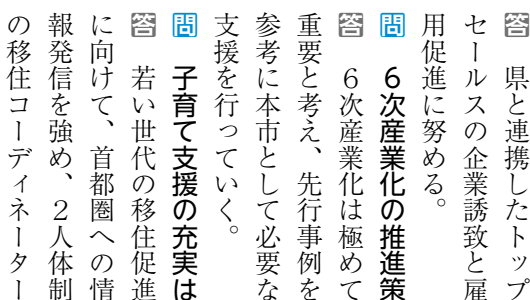 答　県と連携したトップ
セールスの企業誘致と雇
用促進に努める。
問　６次産業化の推進策
答　６次産業化は極めて
重要と考え、先行事例を
参考に本市として必要な
支援を行っていく。
問　子育て支援の充実は
答　若い世代の移住促進
に向けて、首都圏への情
報発信を強め、２人体制
の移住コーディネーター